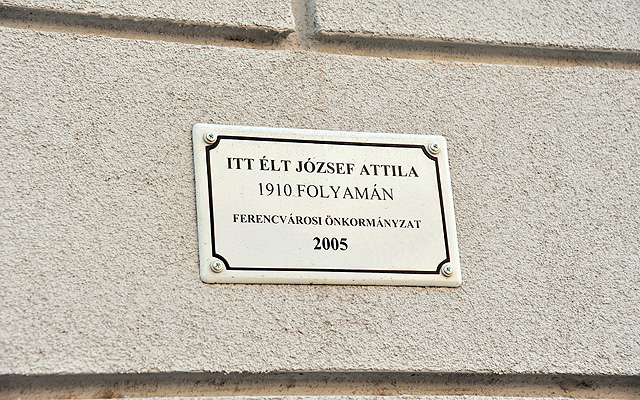 ITT ÉLT JÓZSEF ATTILA
1910 FOLYAMÁN
FERENCVÁROSI ÖNKORMÁNYZAT
2005